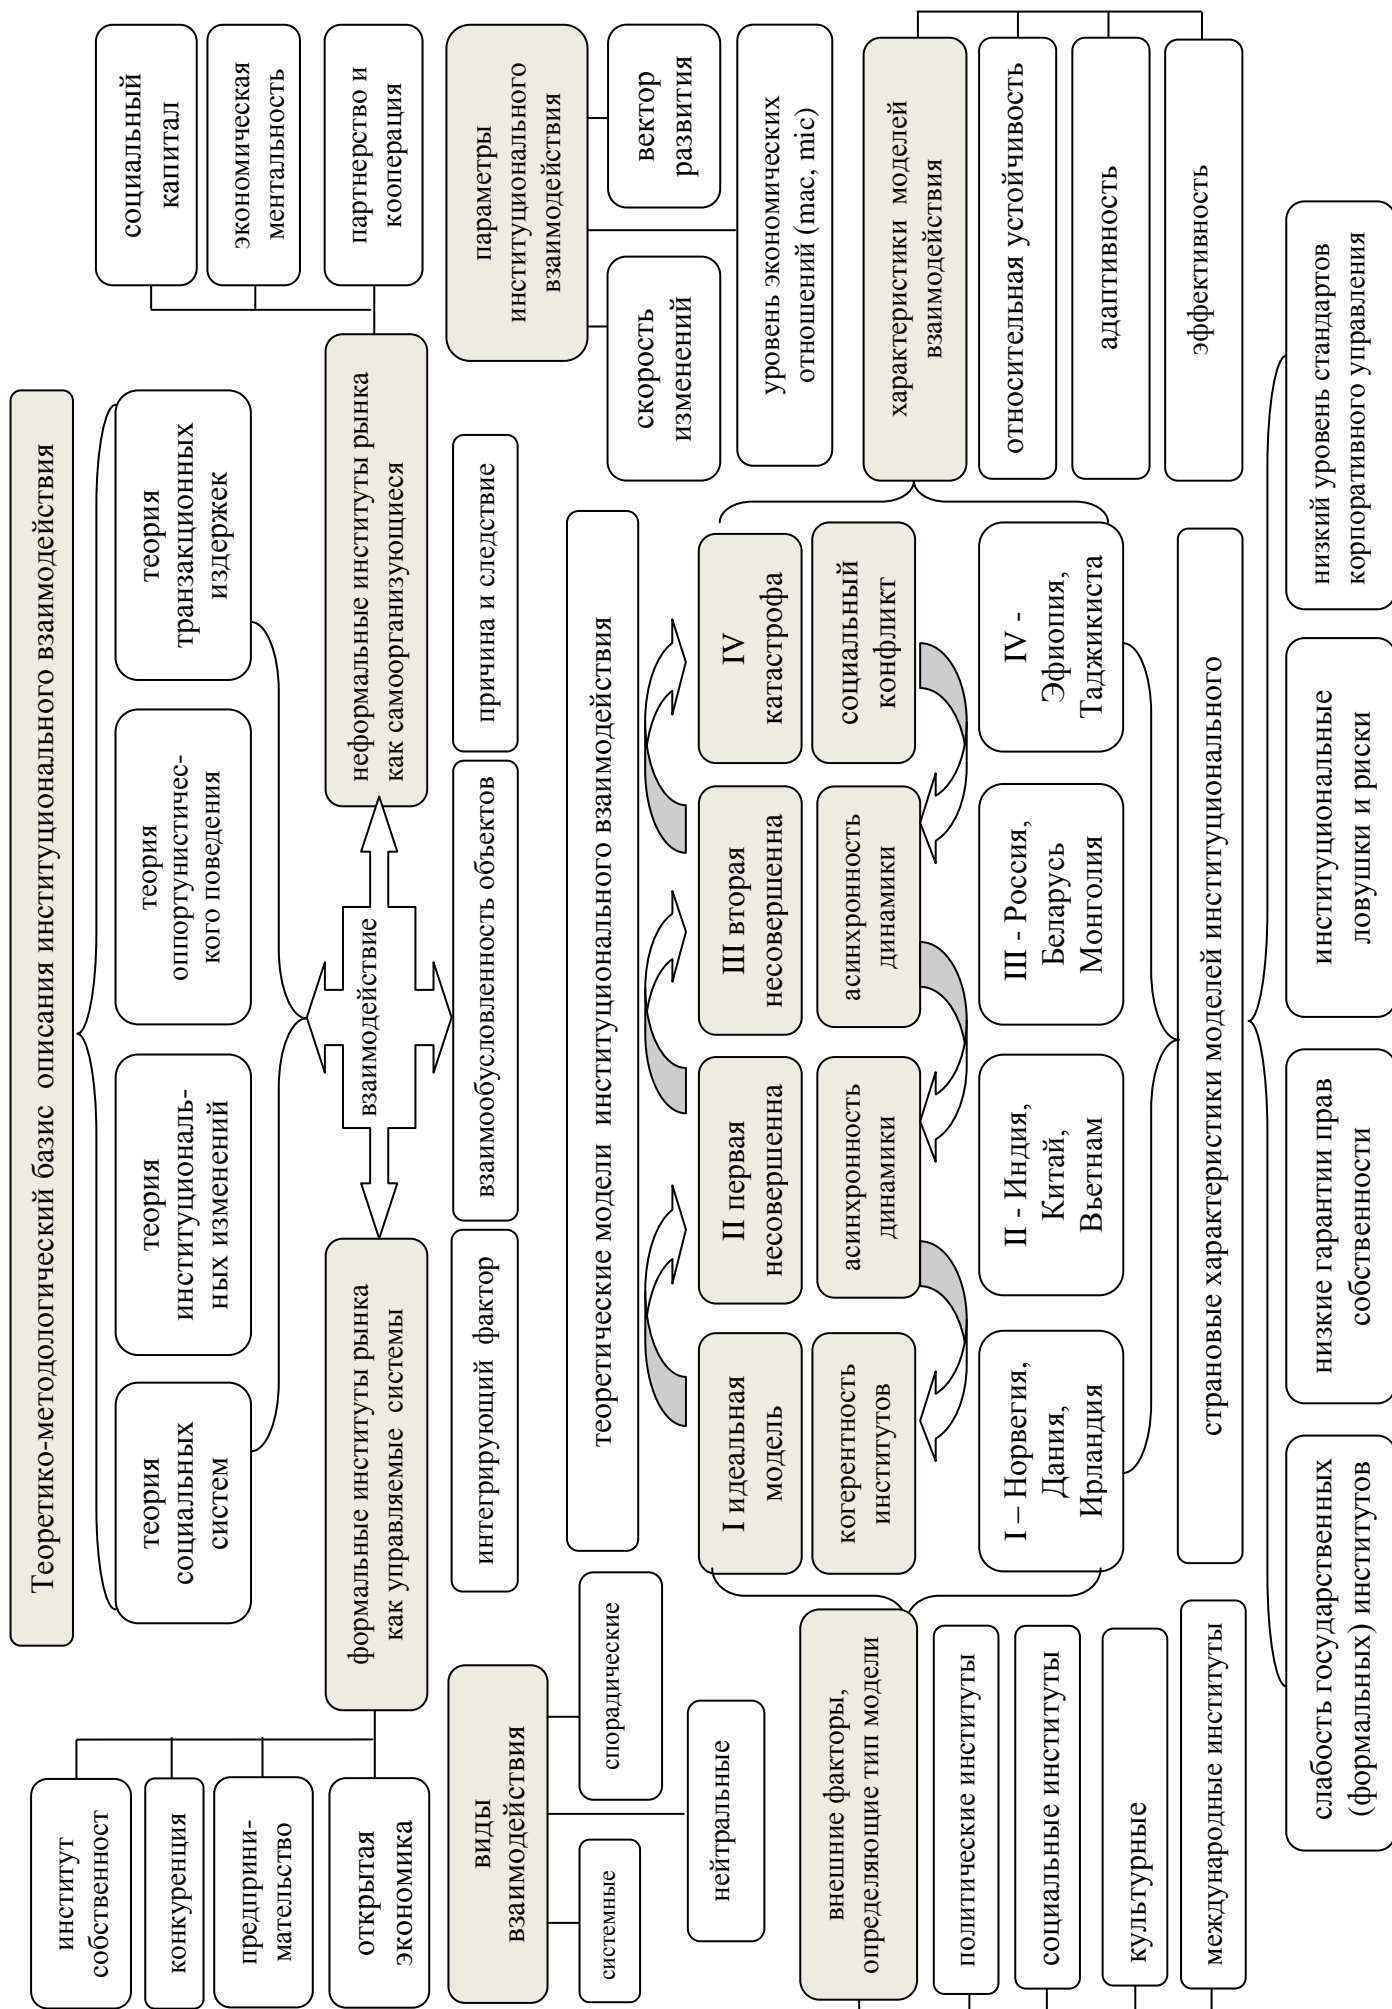 Теоретико-методологический базис описания институционального взаимодействия
теория
социальных
систем
теория
институциональ-
ных изменений
теория
оппортунистичес-
кого поведения
теория
транзакционных
издержек
институт
собственност
конкуренция
предприни-
мательство
открытая
экономика
формальные институты рынка
как управляемые системы
взаимодействие
неформальные институты рынка
как самоорганизующиеся
социальный
капитал
экономическая
ментальность
партнерство и
кооперация
интегрирующий фактор
взаимообусловленность объектов
причина и следствие
виды
взаимодействия
системные
спорадические
нейтральные
параметры
институционального
взаимодействия
скорость
изменений
вектор
развития
уровень экономических
отношений (mac, mic)
теоретические модели институционального взаимодействия
I идеальная
модель
II первая
несовершенна
III вторая
несовершенна
IV
катастрофа
когерентность
институтов
асинхронность
динамики
асинхронность
динамики
социальный
конфликт
I – Норвегия,
Дания,
Ирландия
II - Индия,
Китай,
Вьетнам
III - Россия,
Беларусь
Монголия
IV -
Эфиопия,
Таджикиста
внешние факторы,
определяющие тип модели
политические институты
социальные институты
культурные
международные институты
характеристики моделей
взаимодействия
относительная устойчивость
адаптивность
эффективность
страновые характеристики моделей институционального
слабость государственных
(формальных) институтов
низкие гарантии прав
собственности
институциональные
ловушки и риски
низкий уровень стандартов
корпоративного управления